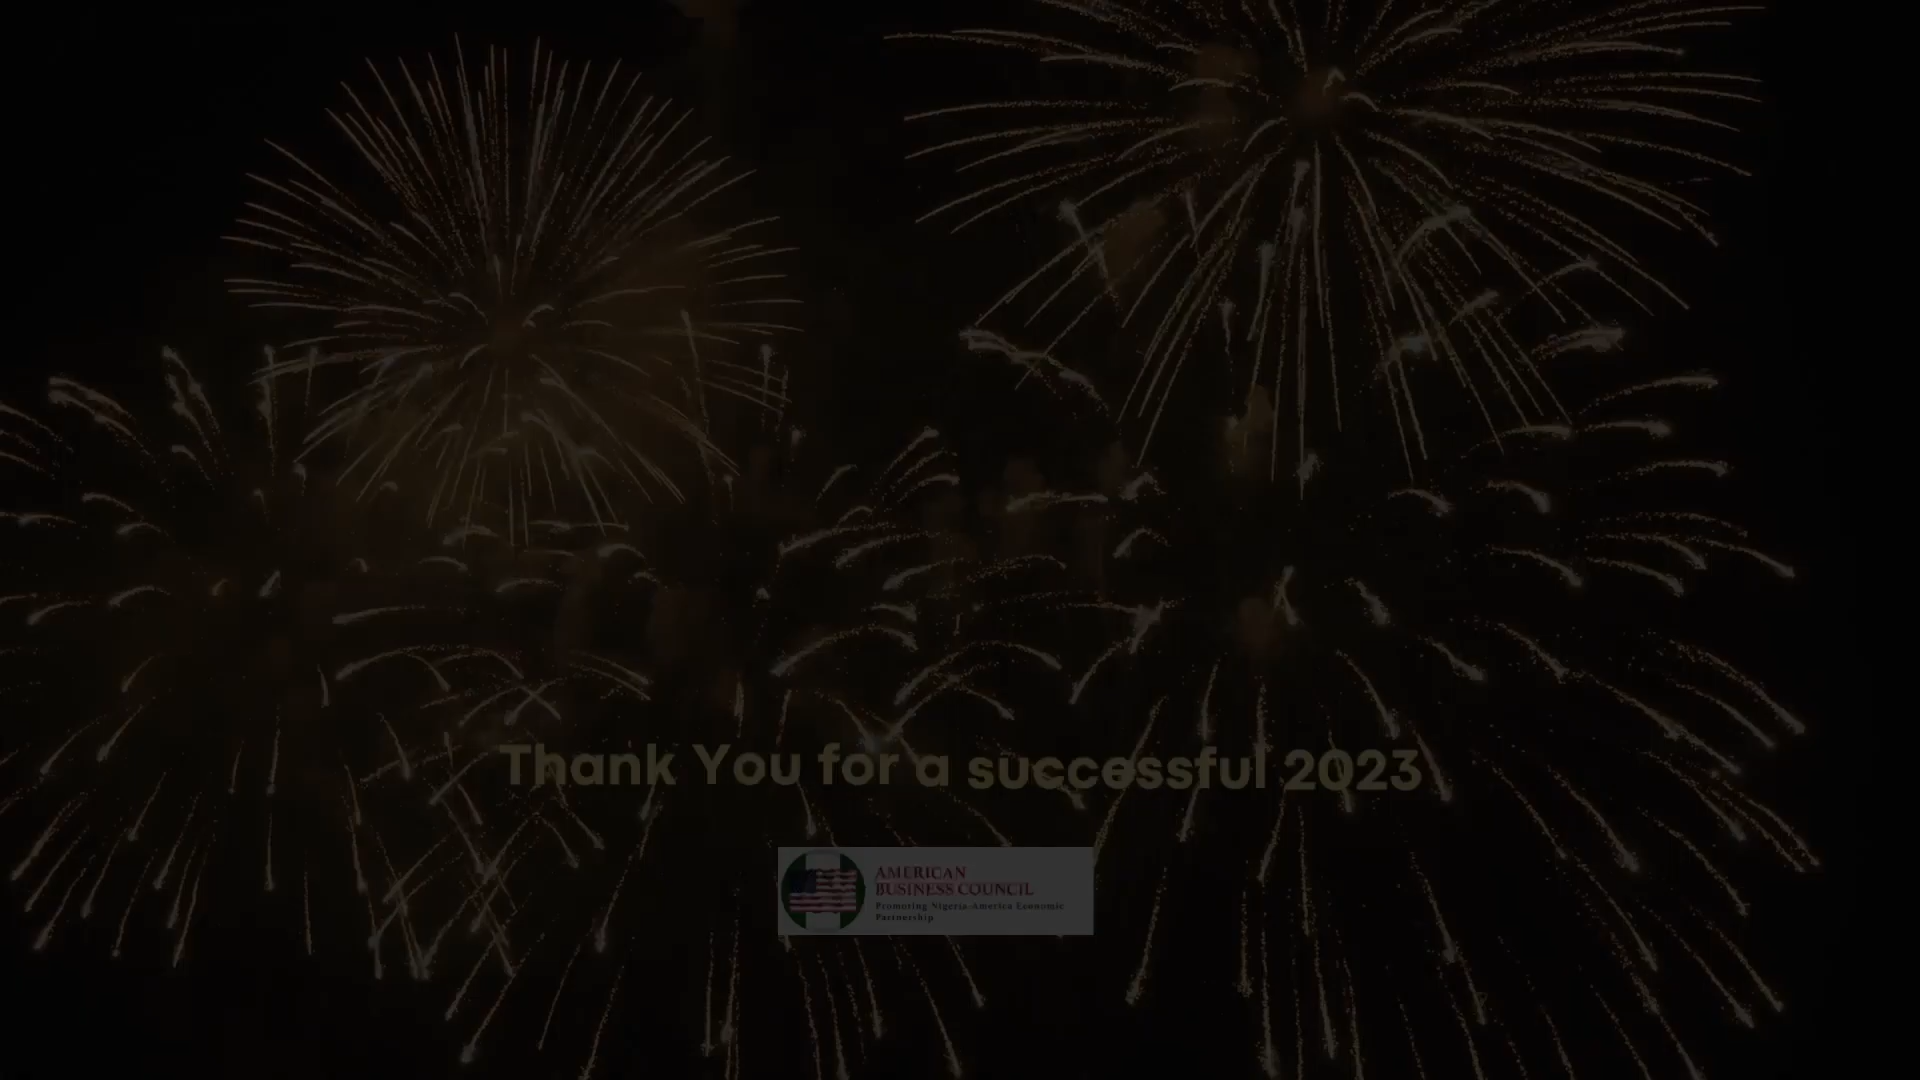 Thank You for a successful 2023
AMERICAN
BUSINESS COUNCIL
Promoting Nigeria-America Economic
Partnership